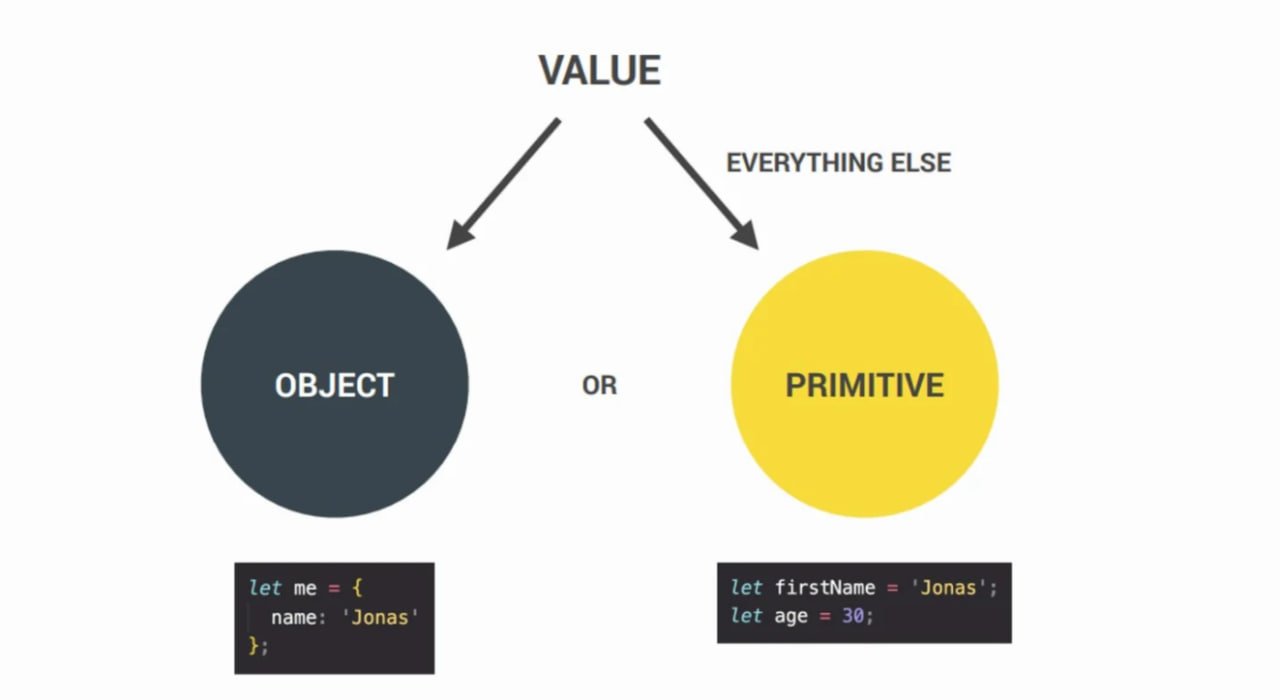 VALUE
EVERYTHING ELSE
OBJECT
OR
PRIMITIVE
let me = {
  name: 'Jonas'
};
let firstName = 'Jonas';
let age = 30;